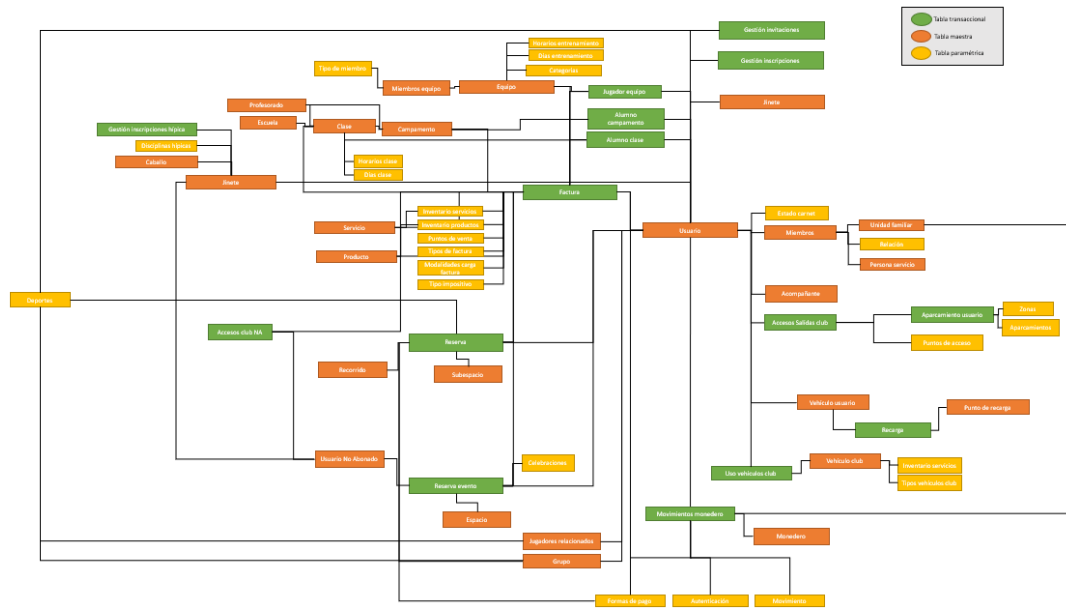 Gestión invitaciones
Tabla transaccional
Tabla maestra
Tabla paramétrica
Horarios entrenamiento
Días entrenamiento
Categorías
Gestión inscripciones
Tipo de miembro
Miembros equipo
Equipo
Jugador equipo
Jinete
Profesorado
Escuela
Clase
Campamento
Alumno
campamento
Gestión inscripciones hípica
Alumno clase
Disciplinas hípicas
Caballo
Horarios clase
Días clase
Jinete
Factura
Inventario servicios
Servicio
Inventario productos
Puntos de venta
Producto
Tipos de factura
Modalidades carga
factura
Tipo impositivo
Usuario
Estado carnet
Miembros
Unidad familiar
Relación
Persona servicio
Acompañante
Deportes
Accesos club NA
Accesos Salidas club
Aparcamiento usuario
Zonas
Aparcamientos
Puntos de acceso
Reserva
Recorrido
Subespacio
Vehículo usuario
Punto de recarga
Recarga
Usuario No Abonado
Celebraciones
Uso vehículos club
Vehículo club
Inventario servicios
Tipos vehículos club
Reserva evento
Espacio
Movimientos monedero
Monedero
Jugadores relacionados
Grupo
Formas de pago
Autenticación
Movimiento